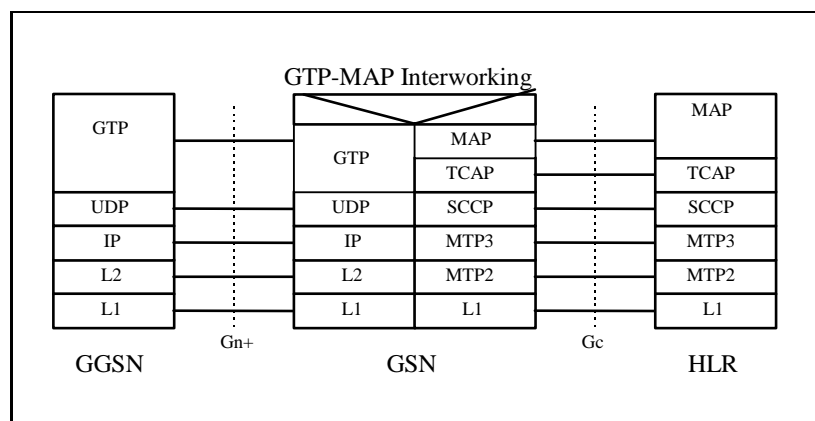 GTP-MAP Interworking
GTP
MAP
MAP
GTP
TCAP
TCAP
UDP
UDP
SCCP
SCCP
IP
IP
MTP3
MTP3
L2
L2
MTP2
MTP2
L1
L1
L1
L1
Gn+
Gc
GGSN
GSN
HLR